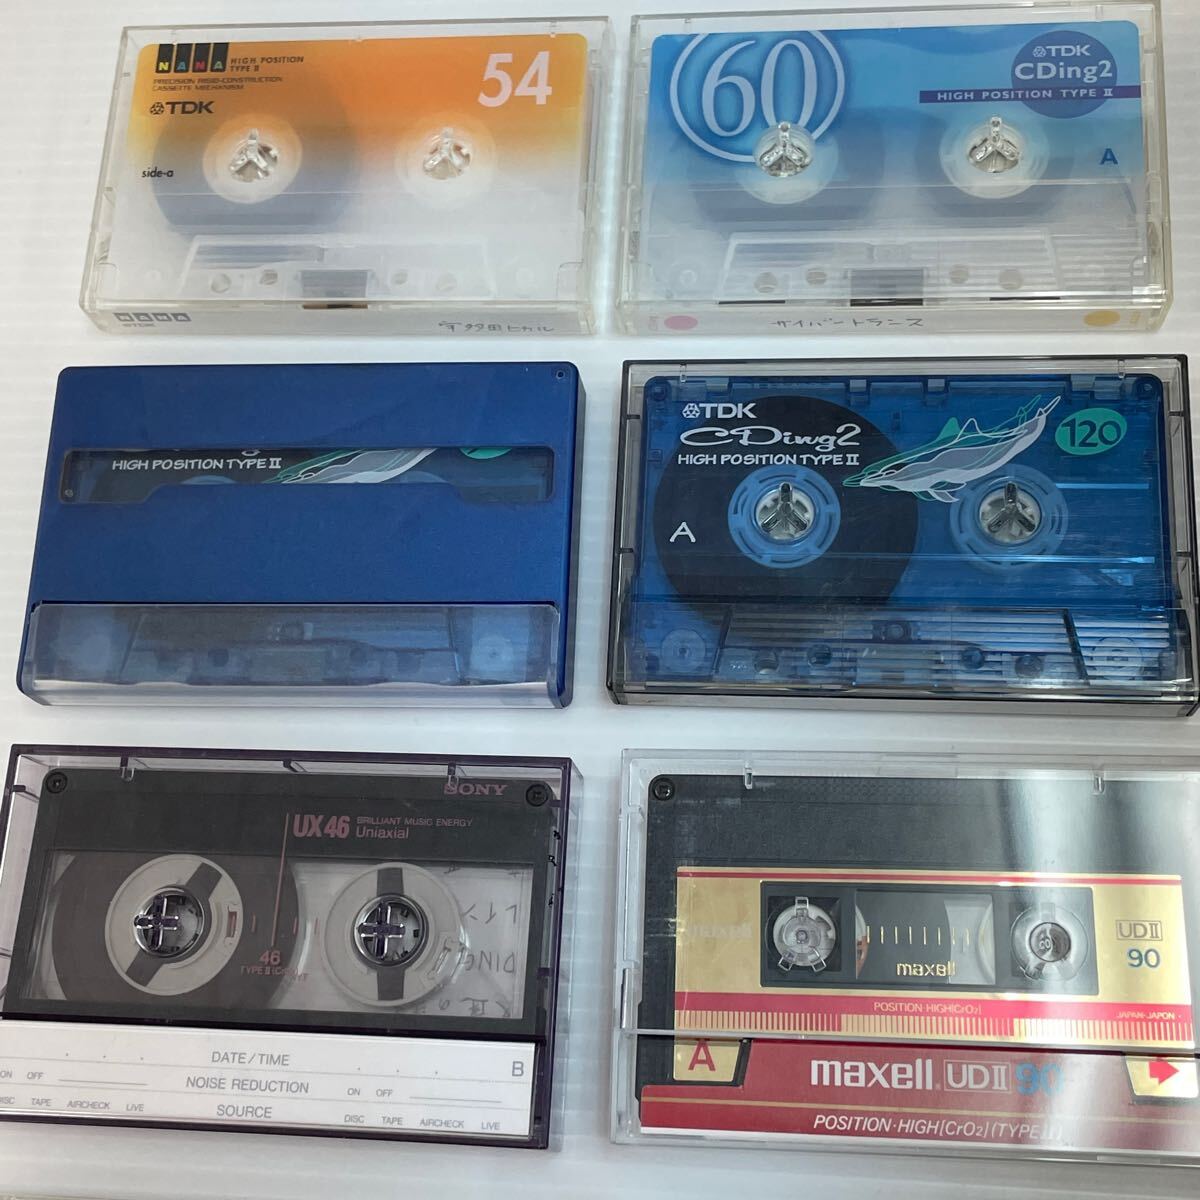 NANA
HIGH POSITION
TYPE II
PRECISION RIGID-CONSTRUCTION
CASSETTE MECHANISM
TDK
54
side-a
NANA
TDK
宇多田ヒカル
60
TDK
CDing2
HIGH POSITION TYPE II
A
サイバートランス
HIGH POSITION TYPE II
TDK
CDing2
HIGH POSITION TYPE II
120
A
SONY
UX46
BRILLIANT MUSIC ENERGY
Uniaxial
46
DATE/TIME
B
ON OFF
NOISE REDUCTION
ON OFF
DISC TAPE AIRCHECK LIVE
SOURCE
DISC TAPE AIRCHECK LIVE
maxell
UDII
90
maxell
POSITION·HIGH[CrO2]
JAPAN·JAPON
A
maxell UDII 90
POSITION·HIGH[CrO2](TYPE II)